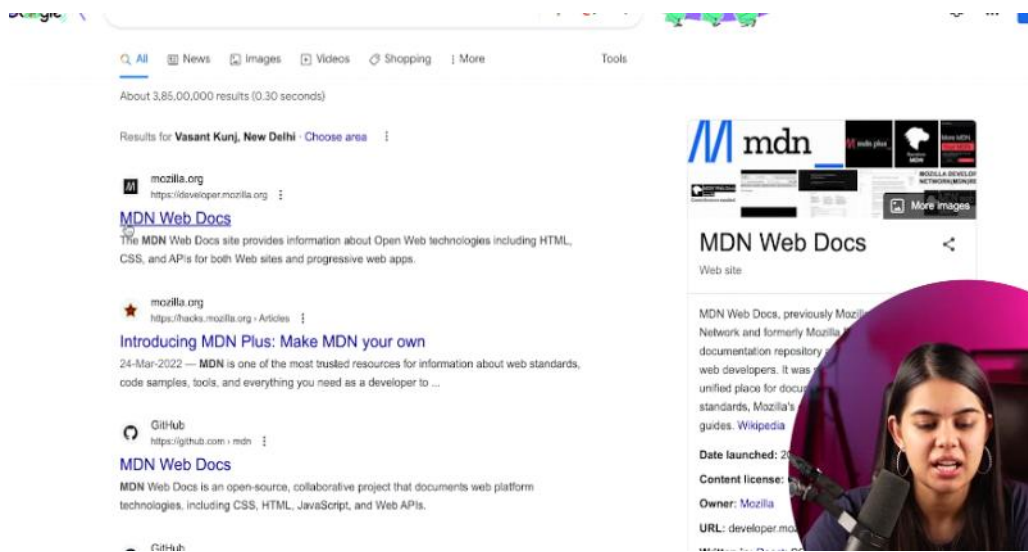 All News Images Videos Shopping More Tools
About 3,85,00,000 results (0.30 seconds)
Results for Vasant Kunj, New Delhi · Choose area
mozilla.org
https://developer.mozilla.org
MDN Web Docs
The MDN Web Docs site provides information about Open Web technologies including HTML,
CSS, and APIs for both Web sites and progressive web apps.
mozilla.org
https://hacks.mozilla.org › Articles
Introducing MDN Plus: Make MDN your own
24-Mar-2022 — MDN is one of the most trusted resources for information about web standards,
code samples, tools, and everything you need as a developer to ...
GitHub
https://github.com › mdn
MDN Web Docs
MDN Web Docs is an open-source, collaborative project that documents web platform
technologies, including CSS, HTML, JavaScript, and Web APIs.
GitHub
mdn_
mdn plus_
MOZILLA DEVELOP
NETWORK(MDN)
More images
MDN Web Docs
Web site
MDN Web Docs, previously
Network and formerly Mozilla
documentation repository
web developers. It was
unified place for
standards, Mozilla's
guides. Wikipedia
Date launched:
Content license:
Owner: Mozilla
URL: developer.moz